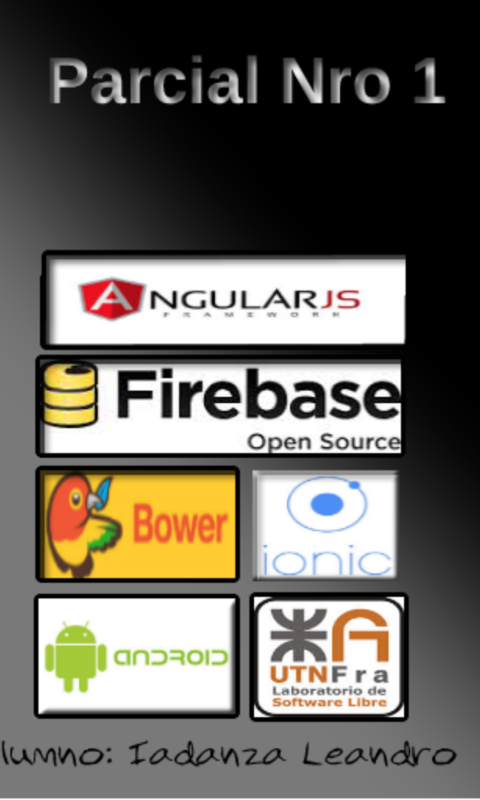 Parcial Nro 1
ANGULARJS
FRAMEWORK
Firebase
Open Source
Bower
ionic
ANDROID
UTNFra
Laboratorio de
Software Libre
lumno: Iadanza Leandro